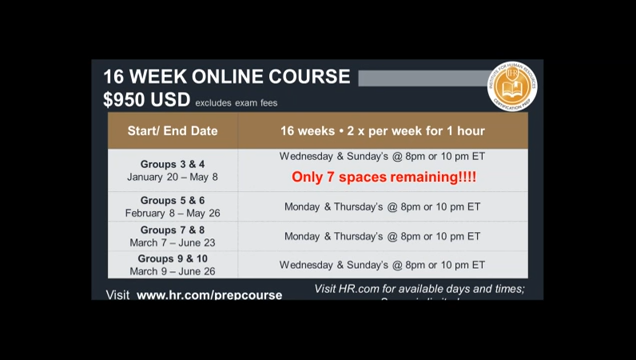 16 WEEK ONLINE COURSE
$950 USD excludes exam fees
Start/ End Date
16 weeks • 2 x per week for 1 hour
Groups 3 & 4
January 20 – May 8
Wednesday & Sunday's @ 8pm or 10 pm ET
Only 7 spaces remaining!!!!
Groups 5 & 6
February 8 – May 26
Monday & Thursday's @ 8pm or 10 pm ET
Groups 7 & 8
March 7 – June 23
Monday & Thursday's @ 8pm or 10 pm ET
Groups 9 & 10
March 9 – June 26
Wednesday & Sunday's @ 8pm or 10 pm ET
Visit www.hr.com/prepcourse
Visit HR.com for available days and times;
HR